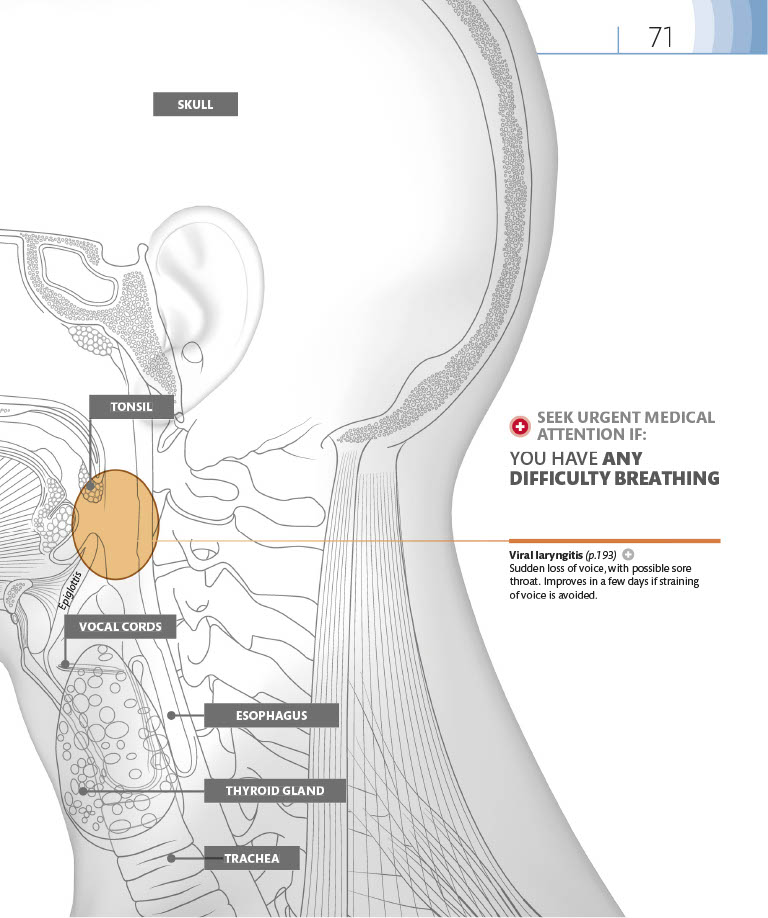 71
SKULL
TONSIL
SEEK URGENT MEDICAL
ATTENTION IF:
YOU HAVE ANY
DIFFICULTY BREATHING
Viral laryngitis (p.193)
Sudden loss of voice, with possible sore
throat. Improves in a few days if straining
of voice is avoided.
Epiglottis
VOCAL CORDS
ESOPHAGUS
THYROID GLAND
TRACHEA